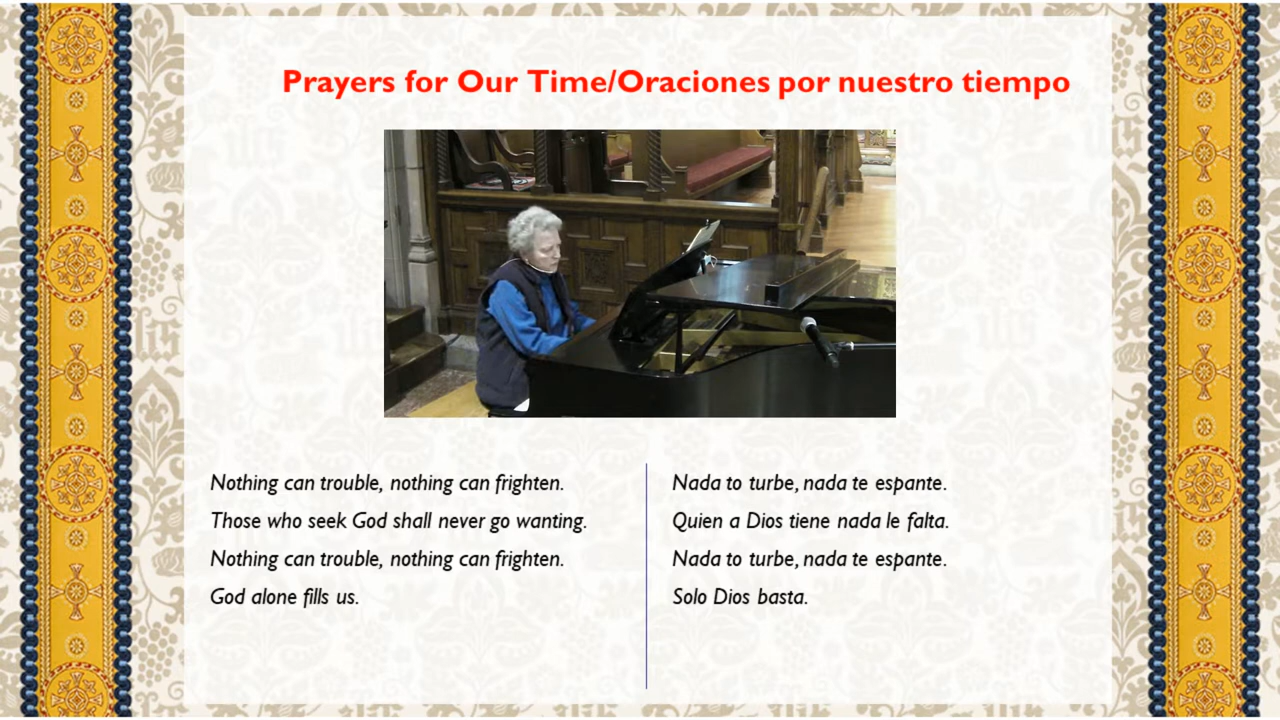 Prayers for Our Time/Oraciones por nuestro tiempo
Nothing can trouble, nothing can frighten.
Those who seek God shall never go wanting.
Nothing can trouble, nothing can frighten.
God alone fills us.
Nada to turbe, nada te espante.
Quien a Dios tiene nada le falta.
Nada to turbe, nada te espante.
Solo Dios basta.